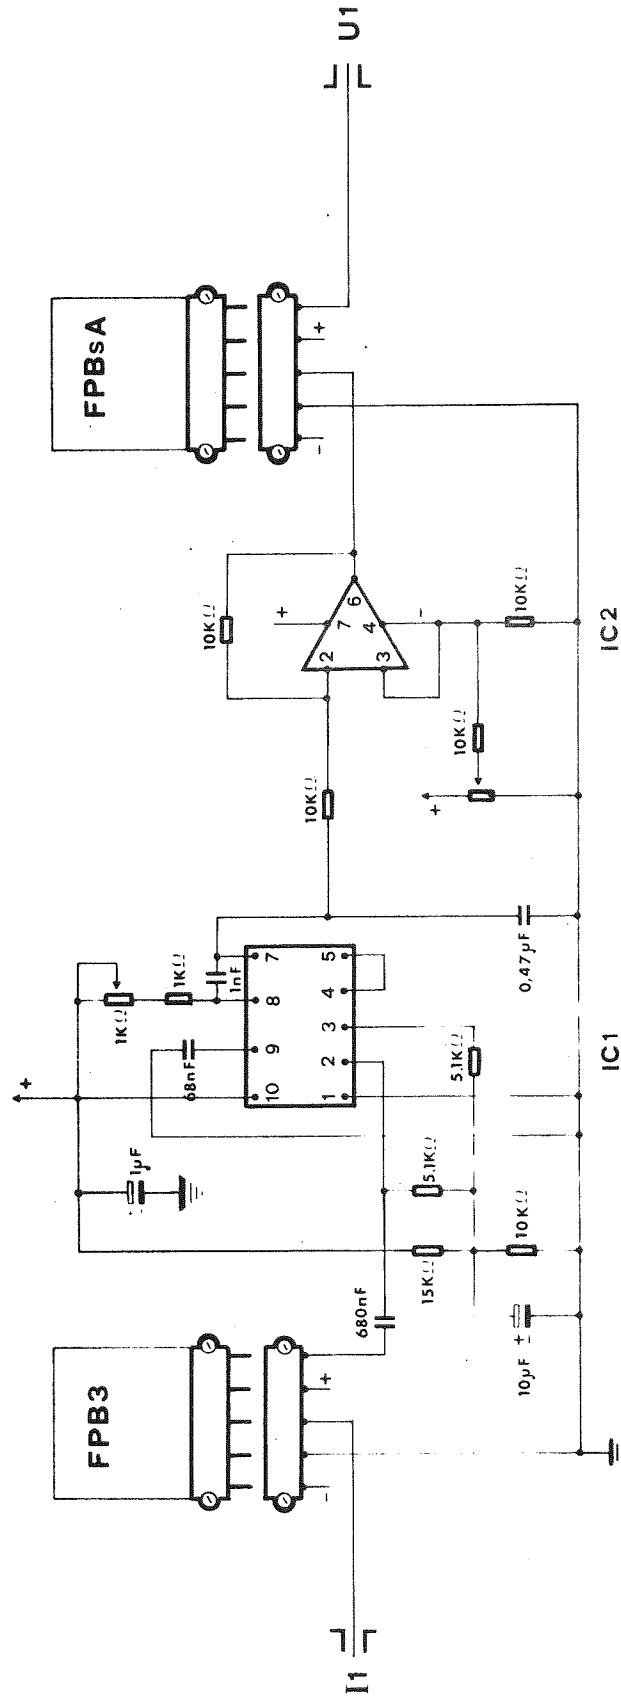 FPB3
FPBsA
I1
U1
- +
- +
+
1µF
±
1KΩ
1KΩ
68nF
1nF
10 9 8 7
1 2 3 4 5
680nF
15KΩ
5.1KΩ
5.1KΩ
10KΩ
10µF
±
0,47µF
10KΩ
10KΩ
+
2
7
6
4
3
-
10KΩ
+
10KΩ
IC1
IC2